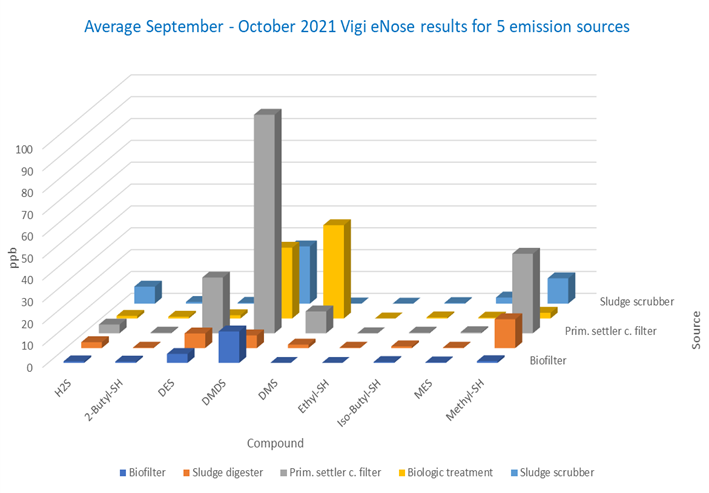 Average September - October 2021 Vigi eNose results for 5 emission sources
100
90
80
70
60
50
40
30
20
10
0
ppb
H2S
2-Butyl-SH
DES
DMDS
DMS
Ethyl-SH
Iso-Butyl-SH
MES
Methyl-SH
Compound
Sludge scrubber
Prim. settler c. filter
Biofilter
Source
Biofilter Sludge digester Prim. settler c. filter Biologic treatment Sludge scrubber